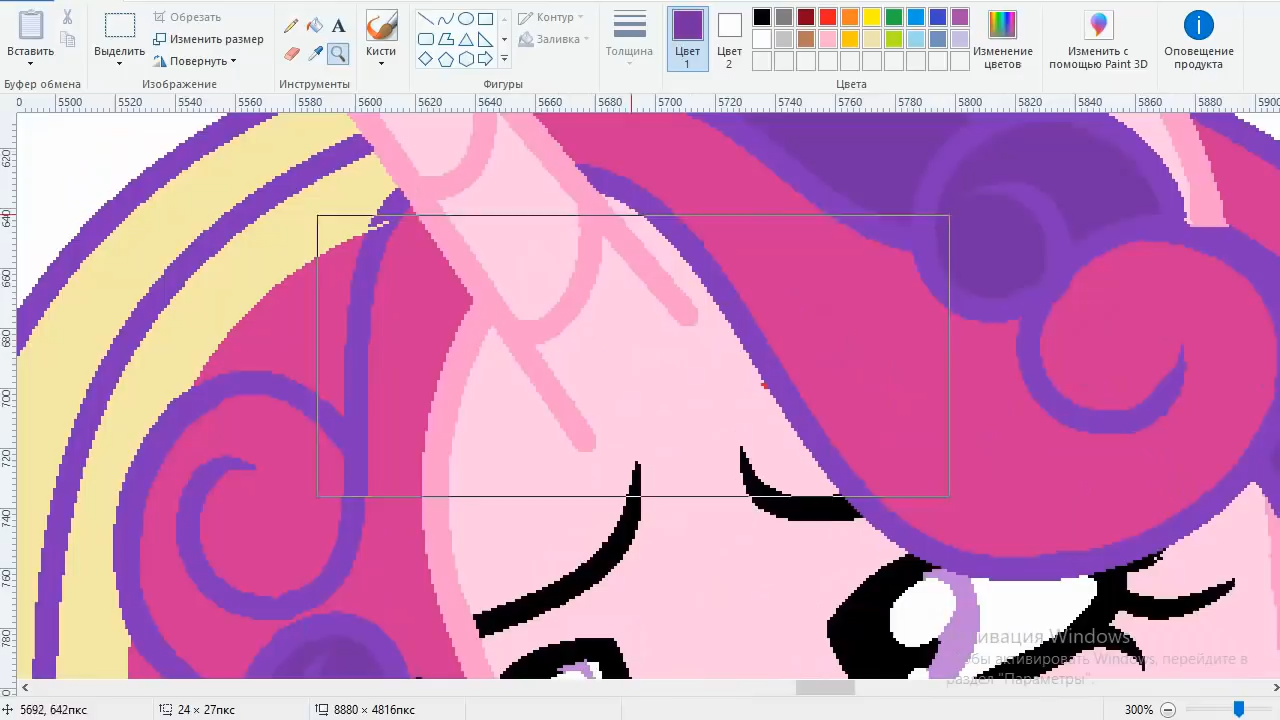 Вставить
Выделить
Обрезать
Изменить размер
Повернуть
Кисти
Контур
Заливка
Толщина
Цвет
1
Цвет
2
Изменение
цветов
Изменить с
помощью Paint 3D
Оповещение
продукта
Буфер обмена
Изображение
Инструменты
Фигуры
Цвета
0 5500 5520 5540 5560 5580 5600 5620 5640 5660 5680 5700 5720 5740 5760 5780 5800 5820 5840 5860 5880 5900
620
640
660
680
700
720
740
760
780
Активация Windows
Чтобы активировать Windows, перейдите в
раздел "Параметры".
5692, 642пкс
24 × 27пкс
8880 × 4816пкс
300%